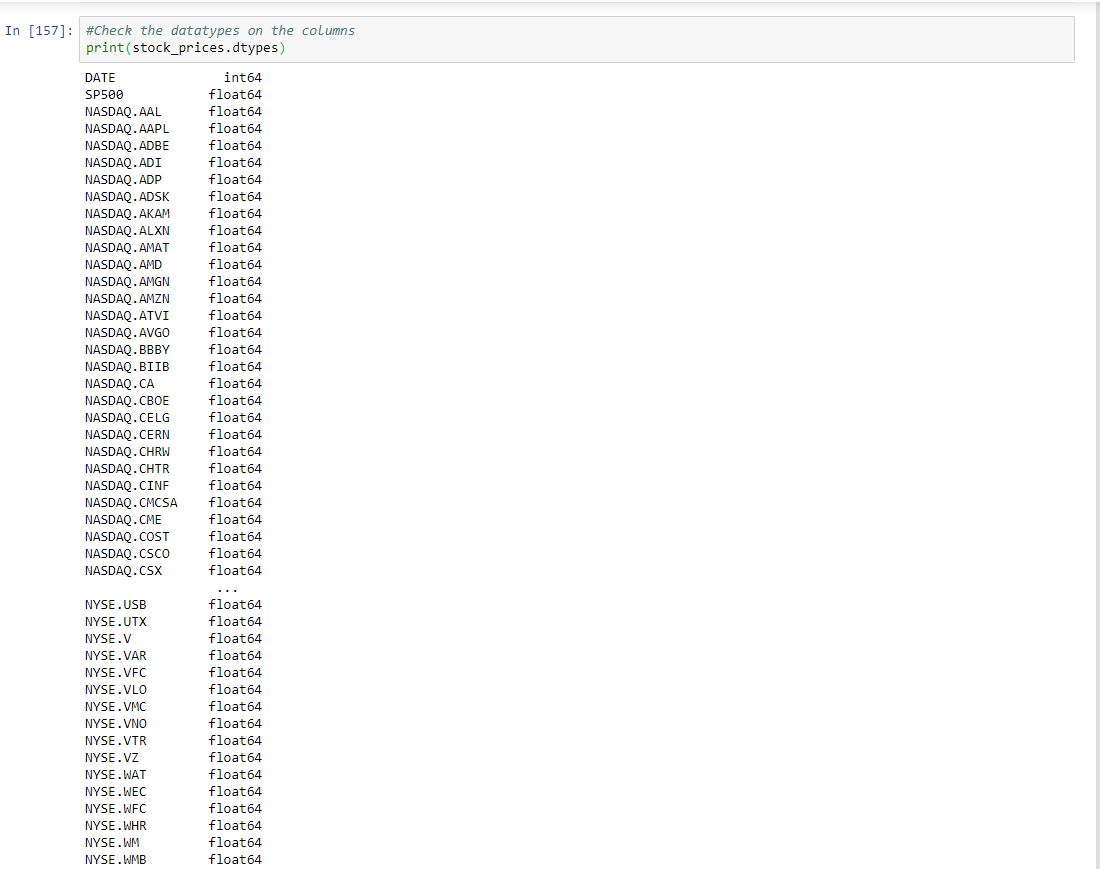 In [157]: #Check the datatypes on the columns
print(stock_prices.dtypes)
DATE int64
SP500 float64
NASDAQ.AAL float64
NASDAQ.AAPL float64
NASDAQ.ADBE float64
NASDAQ.ADI float64
NASDAQ.ADP float64
NASDAQ.ADSK float64
NASDAQ.AKAM float64
NASDAQ.ALXN float64
NASDAQ.AMAT float64
NASDAQ.AMD float64
NASDAQ.AMGN float64
NASDAQ.AMZN float64
NASDAQ.ATVI float64
NASDAQ.AVGO float64
NASDAQ.BBBY float64
NASDAQ.BIIB float64
NASDAQ.CA float64
NASDAQ.CBOE float64
NASDAQ.CELG float64
NASDAQ.CERN float64
NASDAQ.CHRW float64
NASDAQ.CHTR float64
NASDAQ.CINF float64
NASDAQ.CMCSA float64
NASDAQ.CME float64
NASDAQ.COST float64
NASDAQ.CSCO float64
NASDAQ.CSX float64
...
NYSE.USB float64
NYSE.UTX float64
NYSE.V float64
NYSE.VAR float64
NYSE.VFC float64
NYSE.VLO float64
NYSE.VMC float64
NYSE.VNO float64
NYSE.VTR float64
NYSE.VZ float64
NYSE.WAT float64
NYSE.WEC float64
NYSE.WFC float64
NYSE.WHR float64
NYSE.WM float64
NYSE.WMB float64